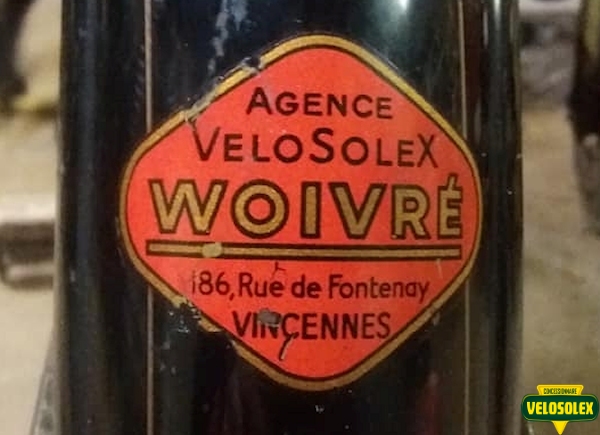 AGENCE
VELOSOLEX
WOIVRÉ
186, Rue de Fontenay
VINCENNES
CONCESSIONNAIRE
VELOSOLEX